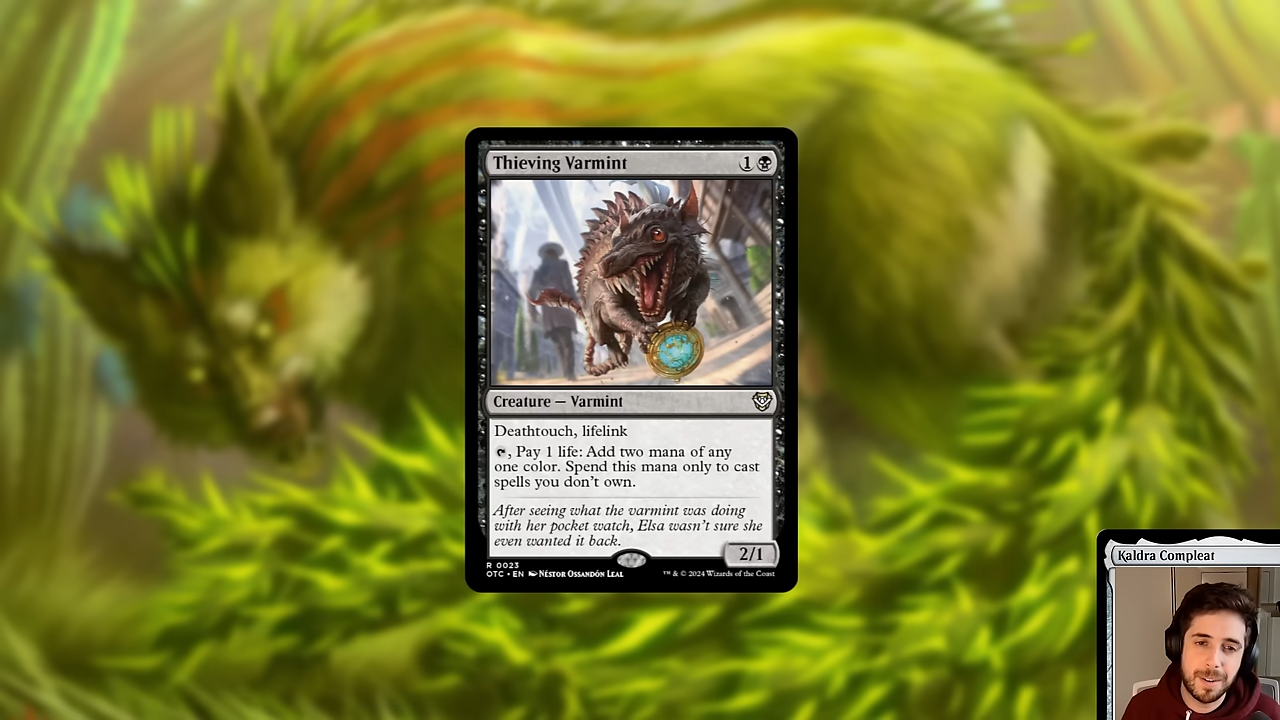 Thieving Varmint 1
Creature — Varmint
Deathtouch, lifelink
, Pay 1 life: Add two mana of any
one color. Spend this mana only to cast
spells you don't own.
After seeing what the varmint was doing
with her pocket watch, Elsa wasn't sure she
even wanted it back.
2/1
R 0023
OTC • EN Néstor Ossandón Leal
™ & © 2024 Wizards of the Coast
Kaldra Compleat